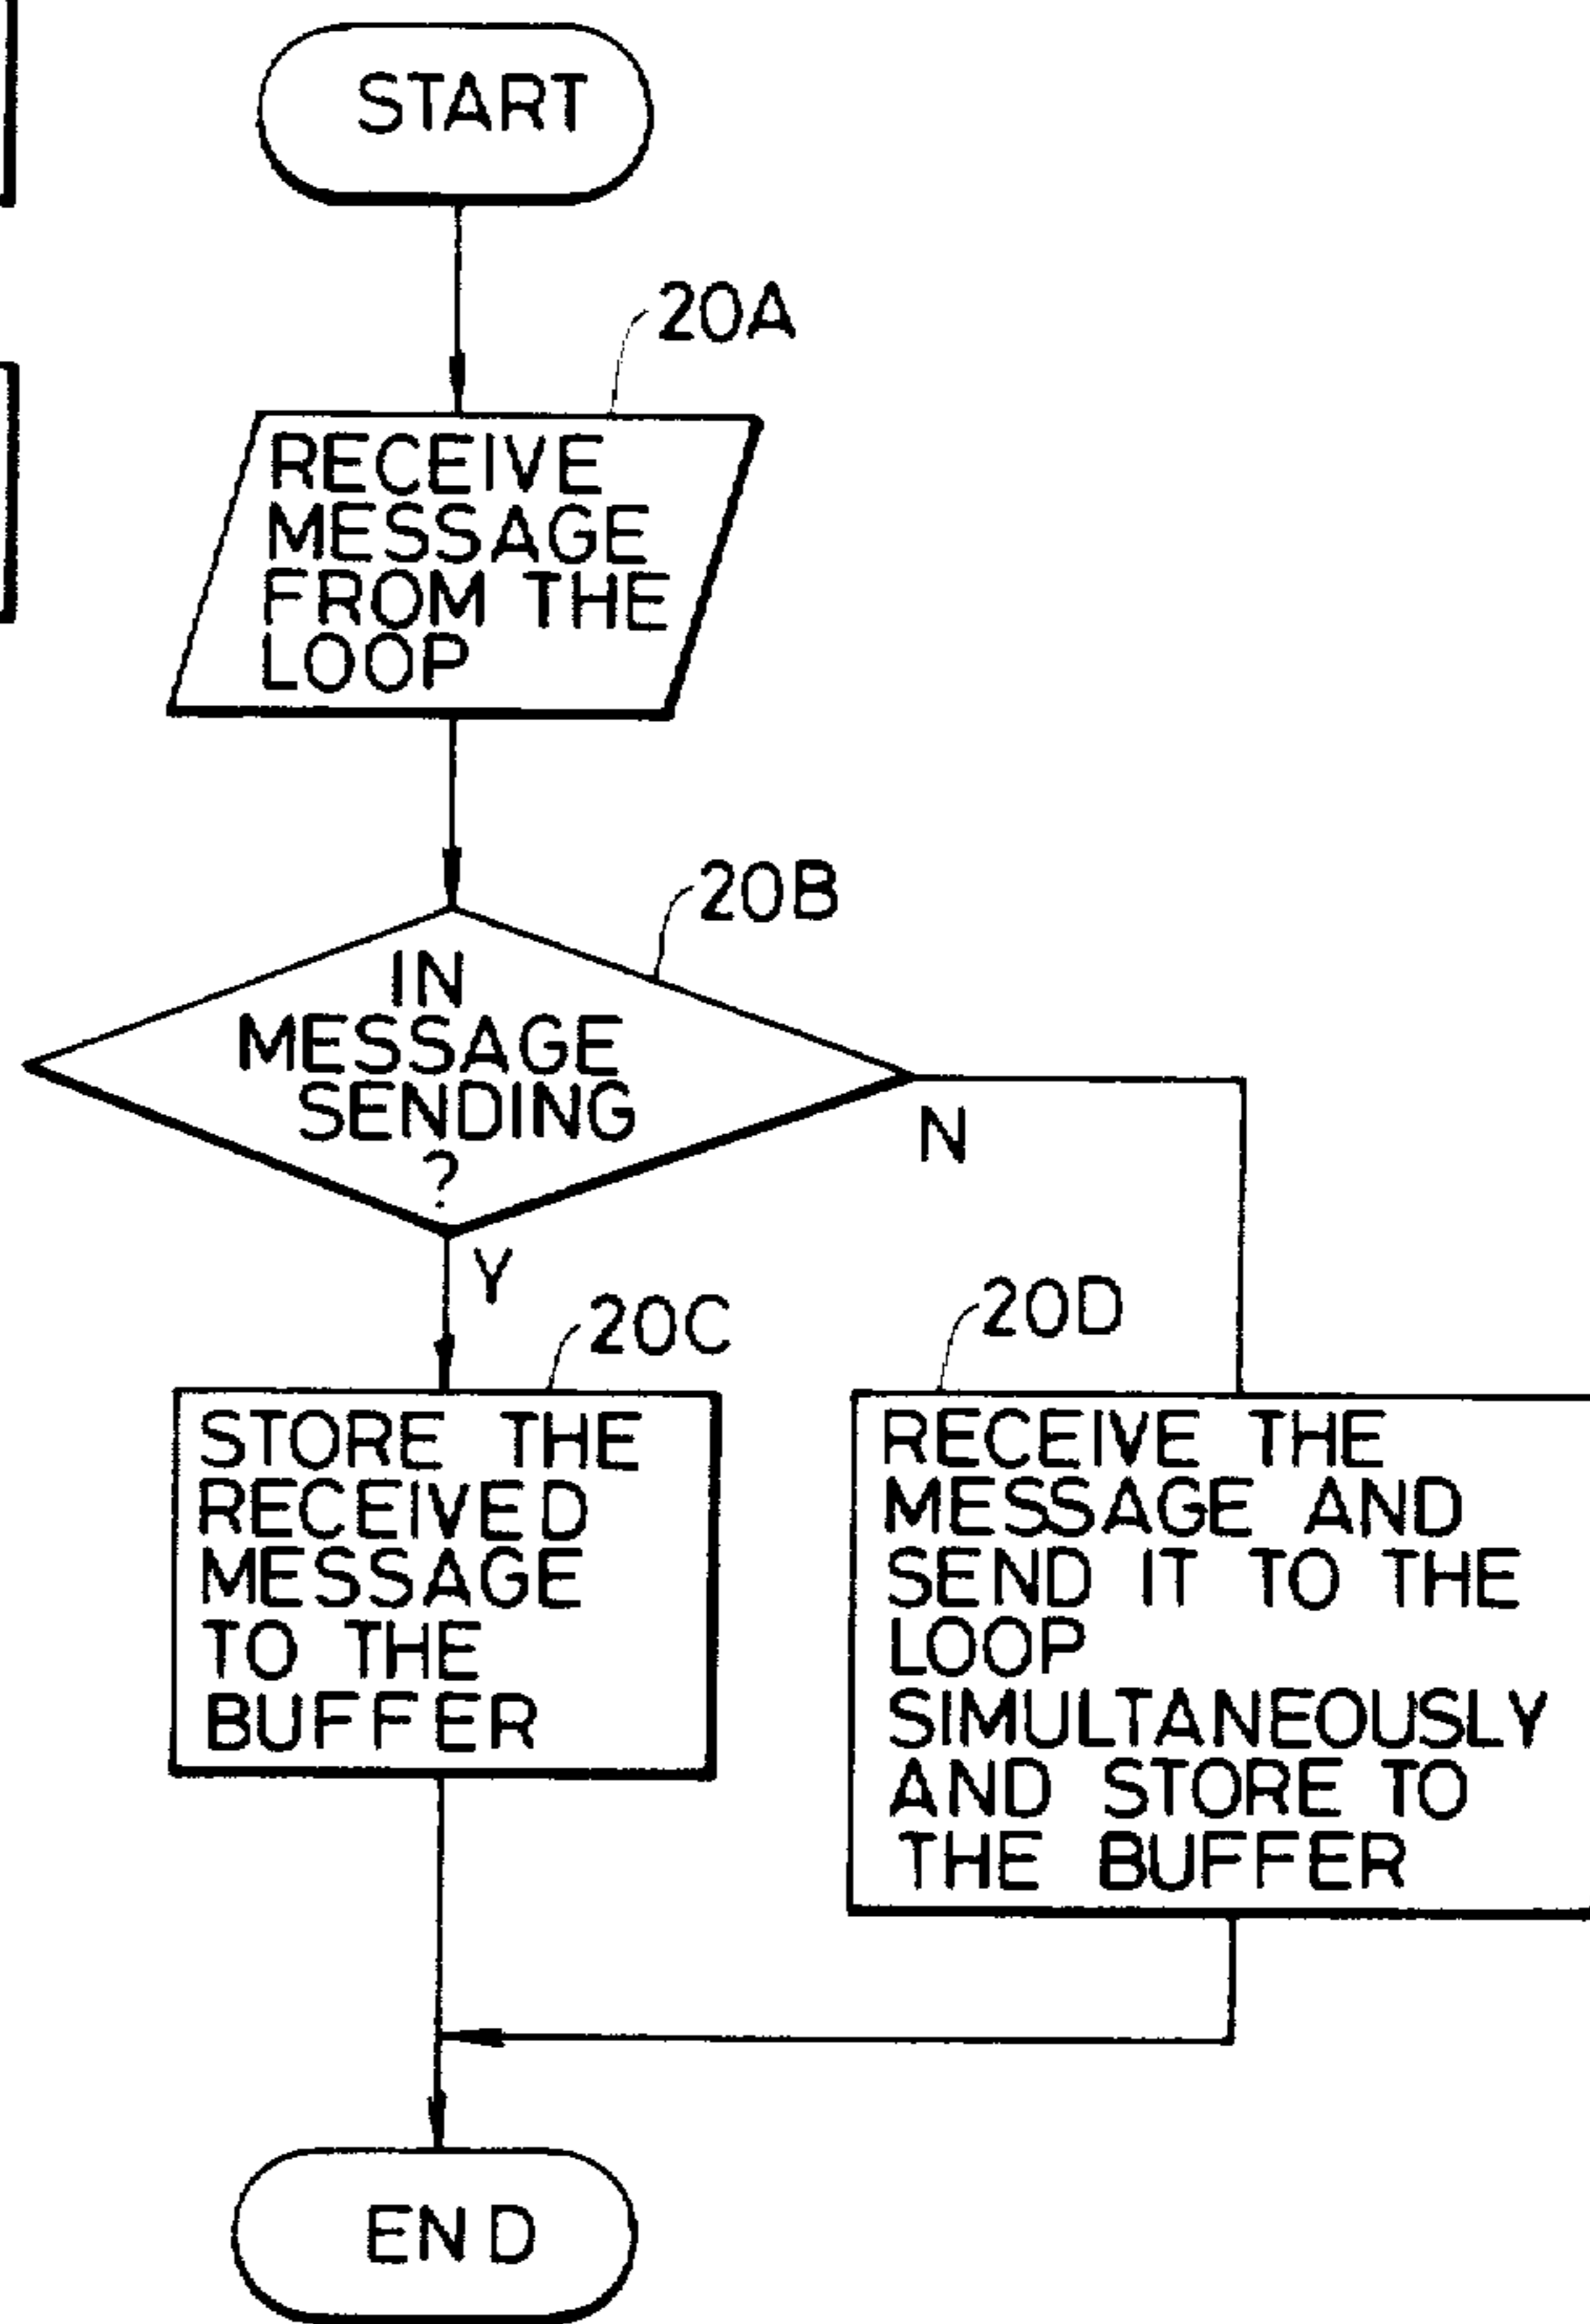 START
20A
RECEIVE
MESSAGE
FROM THE
LOOP
20B
IN
MESSAGE
SENDING
?
N
Y
20C
STORE THE
RECEIVED
MESSAGE
TO THE
BUFFER
20D
RECEIVE THE
MESSAGE AND
SEND IT TO THE
LOOP
SIMULTANEOUSLY
AND STORE TO
THE BUFFER
END